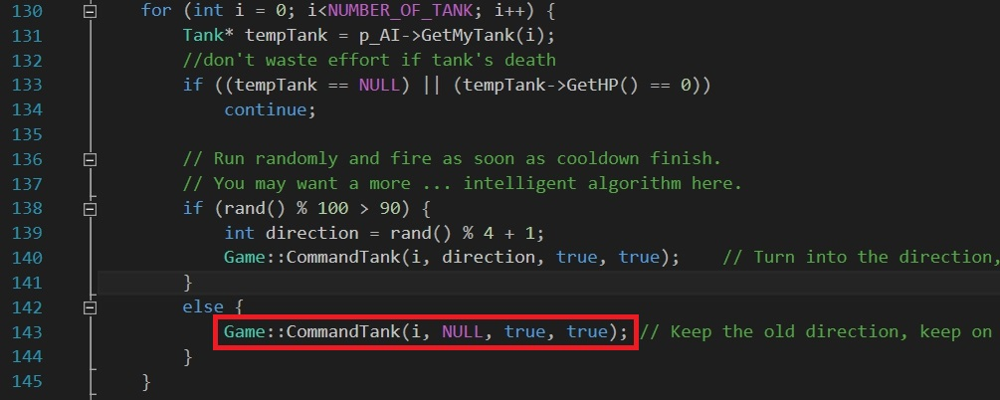 130 for (int i = 0; i<NUMBER_OF_TANK; i++) {
131 Tank* tempTank = p_AI->GetMyTank(i);
132 //don't waste effort if tank's death
133 if ((tempTank == NULL) || (tempTank->GetHP() == 0))
134 continue;
135
136 // Run randomly and fire as soon as cooldown finish.
137 // You may want a more ... intelligent algorithm here.
138 if (rand() % 100 > 90) {
139 int direction = rand() % 4 + 1;
140 Game::CommandTank(i, direction, true, true); // Turn into the direction,
141 }
142 else {
143 Game::CommandTank(i, NULL, true, true); // Keep the old direction, keep on
144 }
145 }